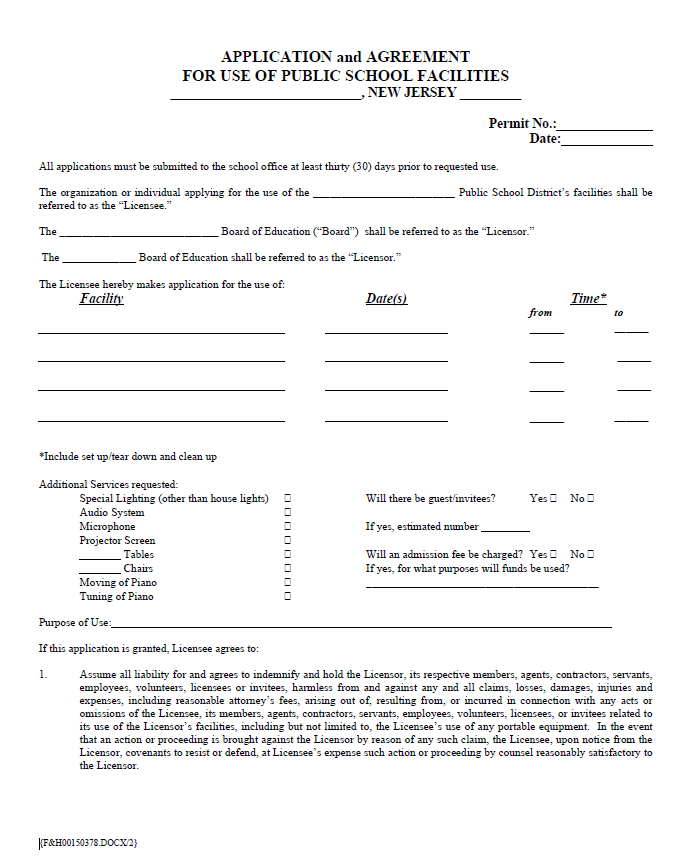 APPLICATION and AGREEMENT
FOR USE OF PUBLIC SCHOOL FACILITIES
____________________________, NEW JERSEY _________
Permit No.:______________
Date:_____________
All applications must be submitted to the school office at least thirty (30) days prior to requested use.
The organization or individual applying for the use of the __________________________ Public School District's facilities shall be
referred to as the “Licensee.”
The _____________________________ Board of Education (“Board”) shall be referred to as the “Licensor.”
The ______________ Board of Education shall be referred to as the “Licensor.”
The Licensee hereby makes application for the use of:
Facility Date(s) Time*
from to
*Include set up/tear down and clean up
Additional Services requested:
Special Lighting (other than house lights) ☐ Will there be guest/invitees? Yes ☐ No ☐
Audio System ☐
Microphone ☐ If yes, estimated number _________
Projector Screen ☐
________ Tables ☐ Will an admission fee be charged? Yes ☐ No ☐
________ Chairs ☐ If yes, for what purposes will funds be used?
Moving of Piano ☐ ___________________________________________
Tuning of Piano ☐
Purpose of Use:____________________________________________________________
If this application is granted, Licensee agrees to:
1. Assume all liability for and agrees to indemnify and hold the Licensor, its respective members, agents, contractors, servants,
employees, volunteers, licensees or invitees, harmless from and against any and all claims, losses, damages, injuries and
expenses, including reasonable attorney's fees, arising out of, resulting from, or incurred in connection with any acts or
omissions of the Licensee, its members, agents, contractors, servants, employees, volunteers, licensees, or invitees related to
its use of the Licensor's facilities, including but not limited to, the Licensee's use of any portable equipment. In the event
that an action or proceeding is brought against the Licensor by reason of any such claim, the Licensee, upon notice from the
Licensor, covenants to resist or defend, at Licensee's expense such action or proceeding by counsel reasonably satisfactory to
the Licensor.
{F&H00150378.DOCX/2}